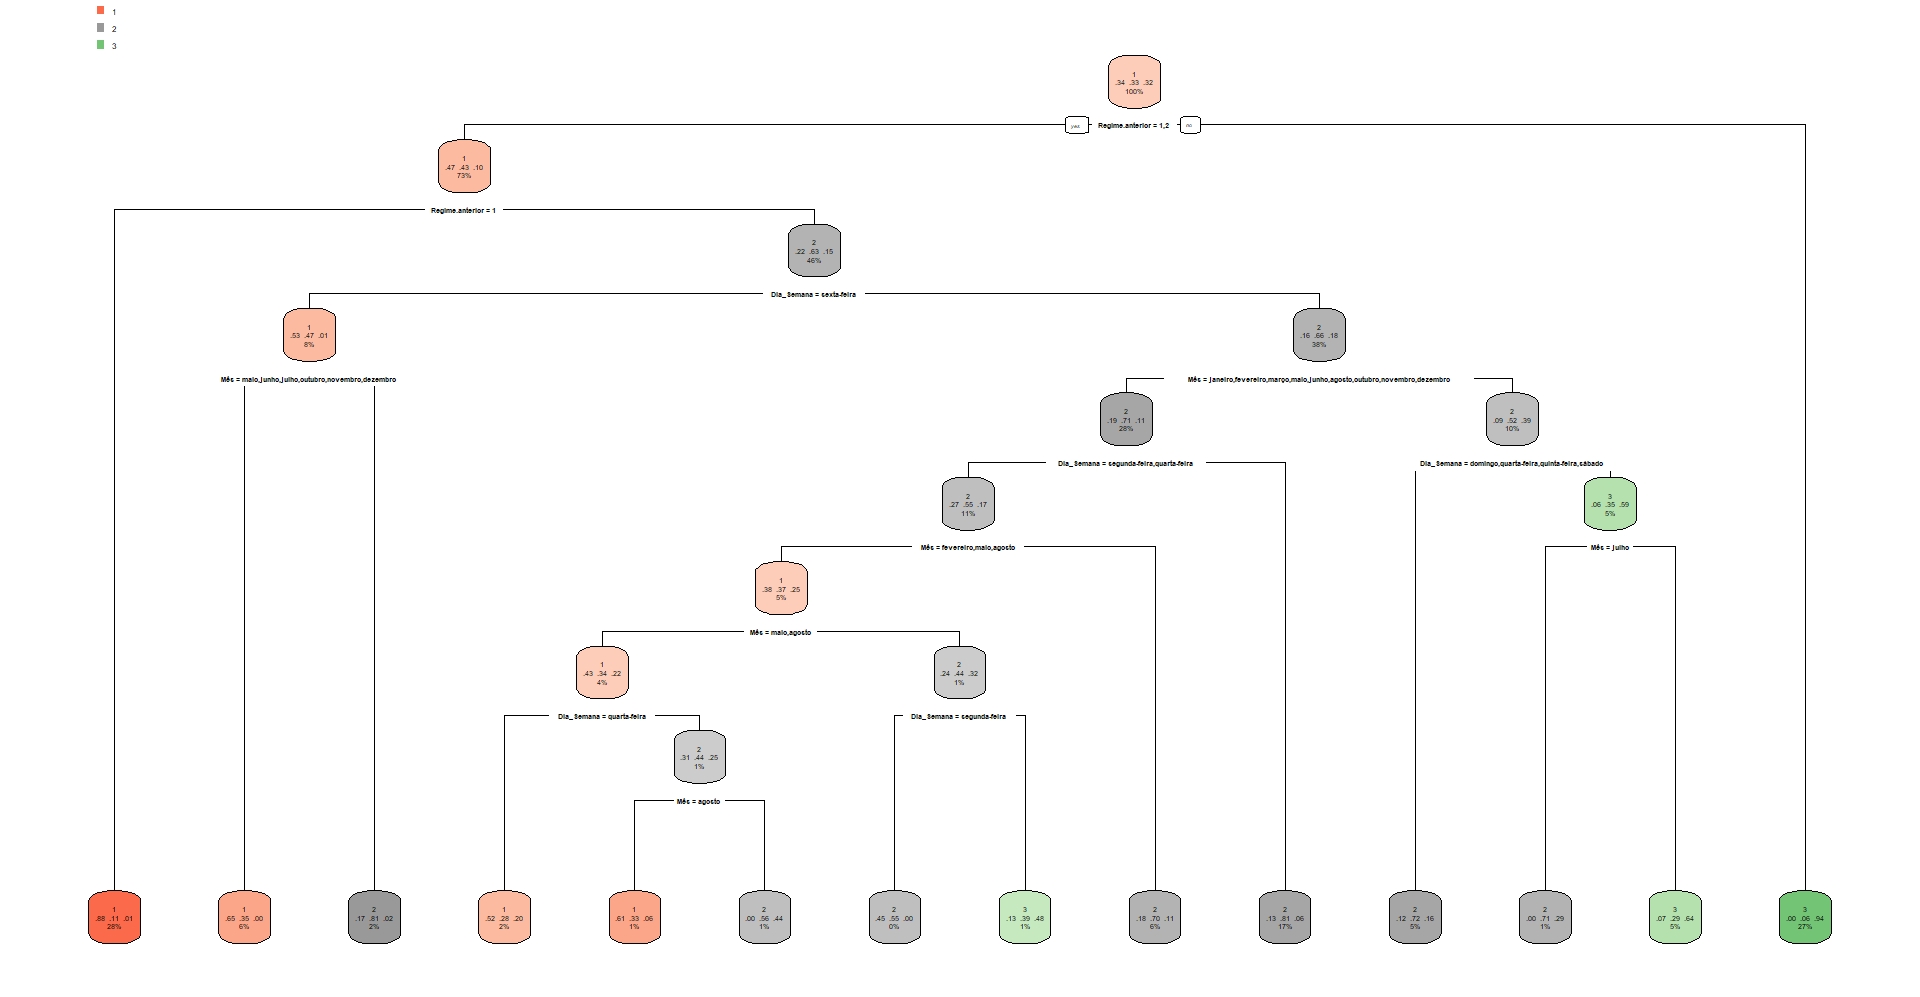 1
2
3
1
.34 .33 .32
100%
yes
Regime.anterior = 1,2
no
1
.47 .43 .10
73%
Regime.anterior = 1
2
.22 .63 .15
46%
Dia_Semana = sexta-feira
1
.53 .47 .01
8%
2
.16 .66 .18
38%
Mês = maio,junho,julho,outubro,novembro,dezembro
Mês = janeiro,fevereiro,março,maio,junho,agosto,outubro,novembro,dezembro
2
.19 .71 .11
28%
2
.09 .52 .39
10%
Dia_Semana = segunda-feira,quarta-feira
Dia_Semana = domingo,quarta-feira,quinta-feira,sábado
2
.27 .55 .17
11%
3
.06 .35 .59
5%
Mês = fevereiro,maio,agosto
Mês = julho
1
.38 .37 .25
5%
Mês = maio,agosto
1
.43 .34 .22
4%
2
.24 .44 .32
1%
Dia_Semana = quarta-feira
Dia_Semana = segunda-feira
2
.31 .44 .25
1%
Mês = agosto
1
.88 .11 .01
28%
1
.65 .35 .00
6%
2
.17 .81 .02
2%
1
.52 .28 .20
2%
1
.61 .33 .06
1%
2
.00 .56 .44
1%
2
.45 .55 .00
0%
3
.13 .39 .48
1%
2
.18 .70 .11
6%
2
.13 .81 .06
17%
2
.12 .72 .16
5%
2
.00 .71 .29
1%
3
.07 .29 .64
5%
3
.00 .06 .94
27%